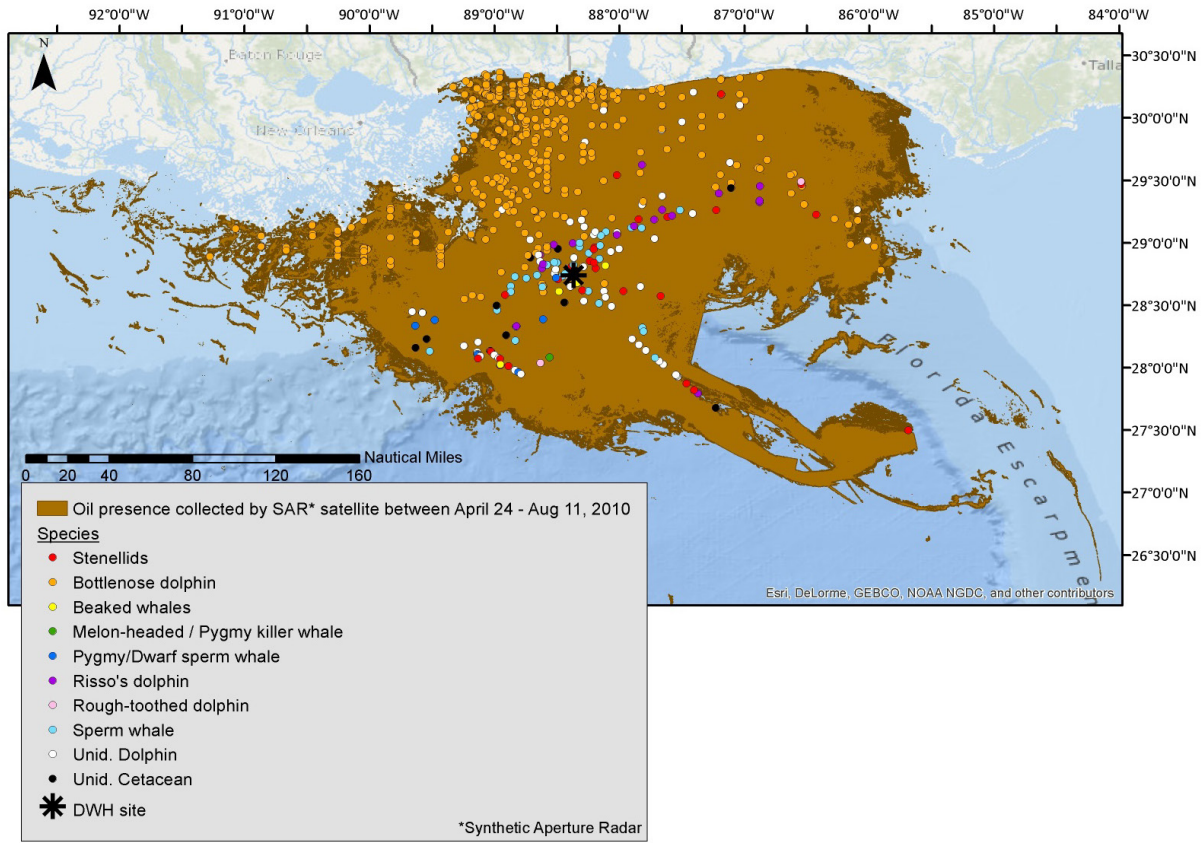 92°0'0"W 91°0'0"W 90°0'0"W 89°0'0"W 88°0'0"W 87°0'0"W 86°0'0"W 85°0'0"W 84°0'0"W
N
30°30'0"N
Baton Rouge
Talla
30°0'0"N
New Orleans
29°30'0"N
29°0'0"N
28°30'0"N
28°0'0"N
t Florida Escarpmen
27°30'0"N
Nautical Miles
0 20 40 80 120 160
27°0'0"N
26°30'0"N
Oil presence collected by SAR* satellite between April 24 - Aug 11, 2010
Species
Stenellids
Bottlenose dolphin
Beaked whales
Esri, DeLorme, GEBCO, NOAA NGDC, and other contributors
Melon-headed / Pygmy killer whale
Pygmy/Dwarf sperm whale
Risso's dolphin
Rough-toothed dolphin
Sperm whale
Unid. Dolphin
Unid. Cetacean
DWH site
*Synthetic Aperture Radar